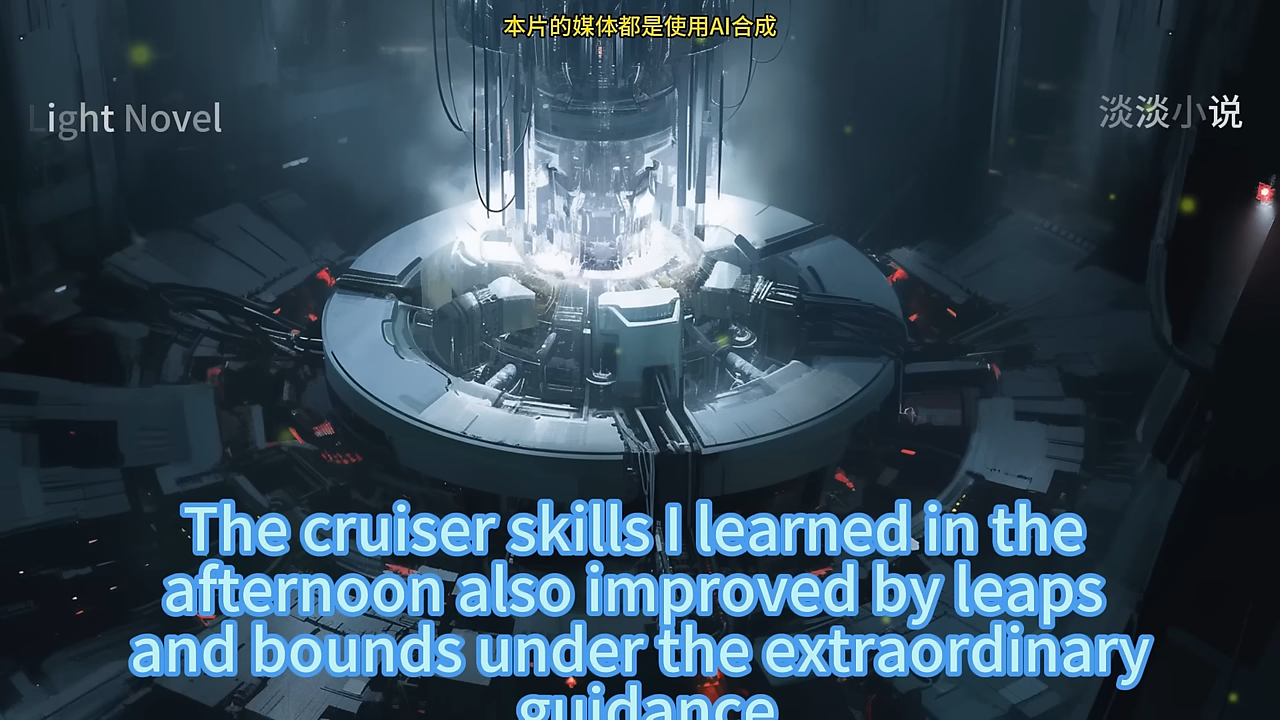 本片的媒体都是使用AI合成
Light Novel
淡淡小说
The cruiser skills I learned in the
afternoon also improved by leaps
and bounds under the extraordinary
guidance